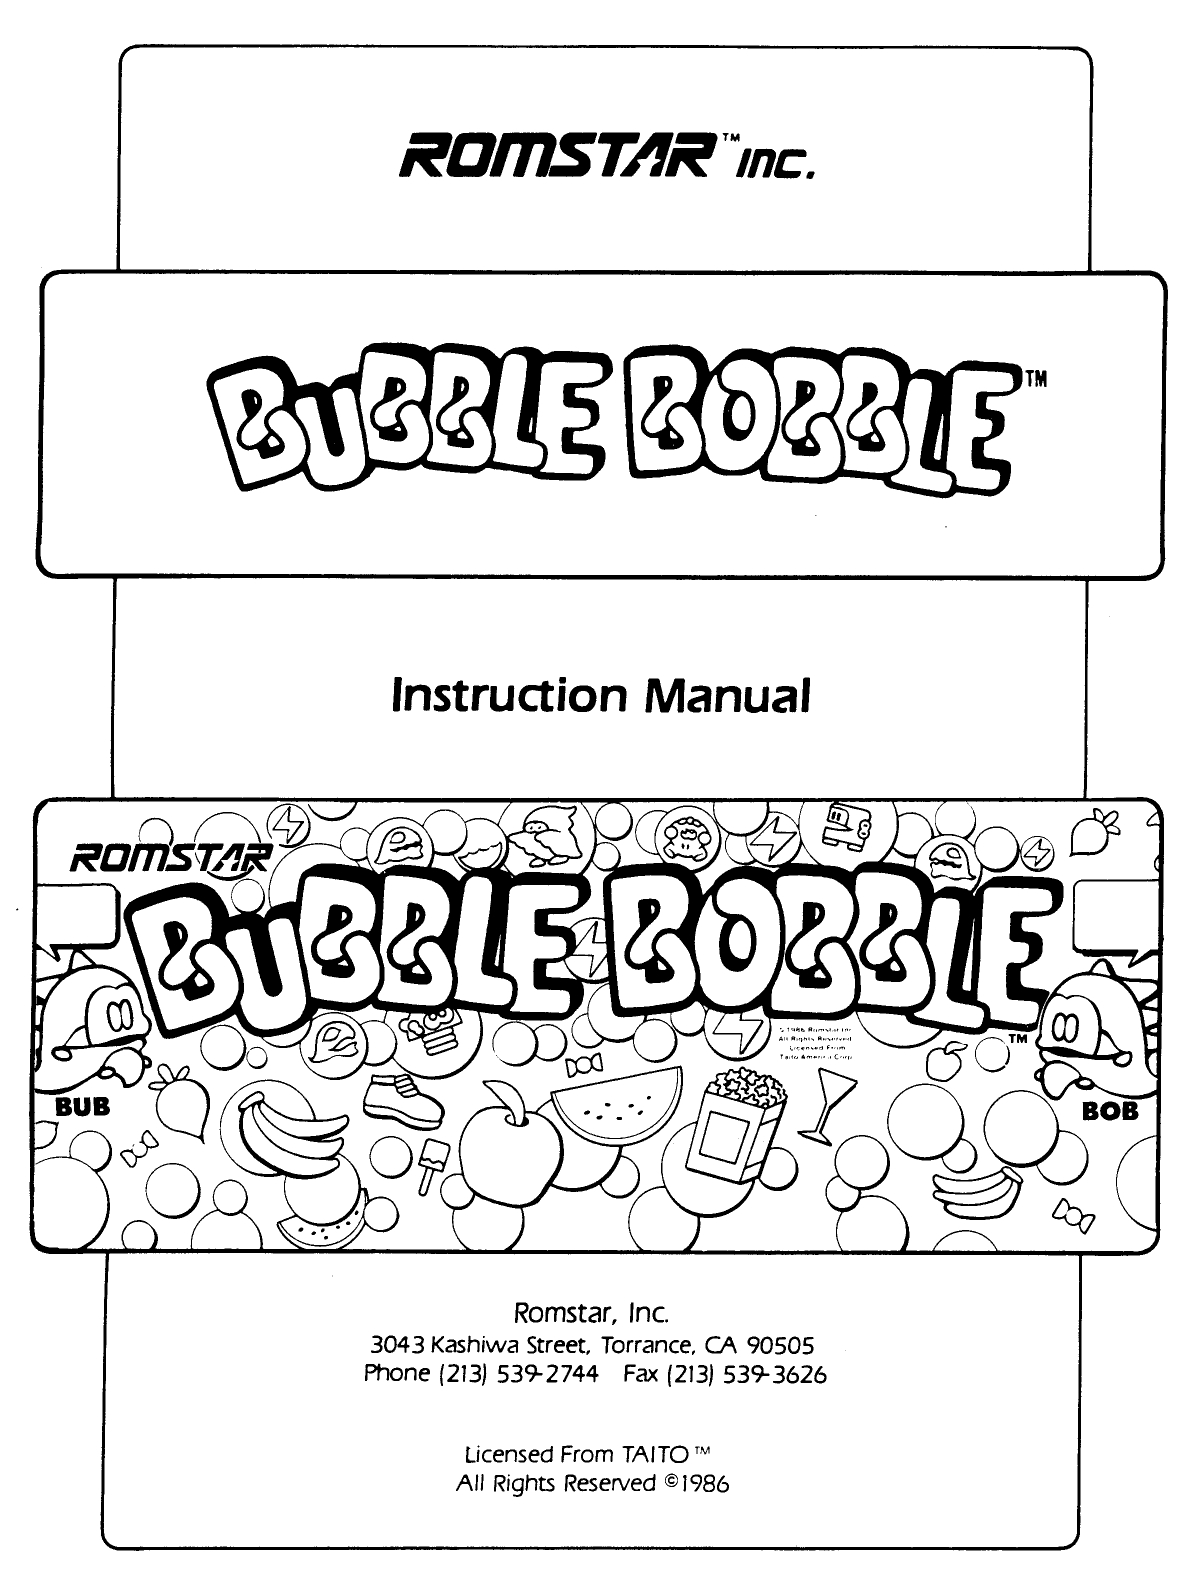 ROMSTAR™ inc.
BUBBLE BOBBLE™
Instruction Manual
ROMSTAR
BUBBLE BOBBLE™
©1986 Romstar Inc.
All Rights Reserved
Licensed From
Taito America Corp.
BUB
BOB
Romstar, Inc.
3043 Kashiwa Street, Torrance, CA 90505
Phone (213) 539-2744 Fax (213) 539-3626
Licensed From TAITO™
All Rights Reserved ©1986